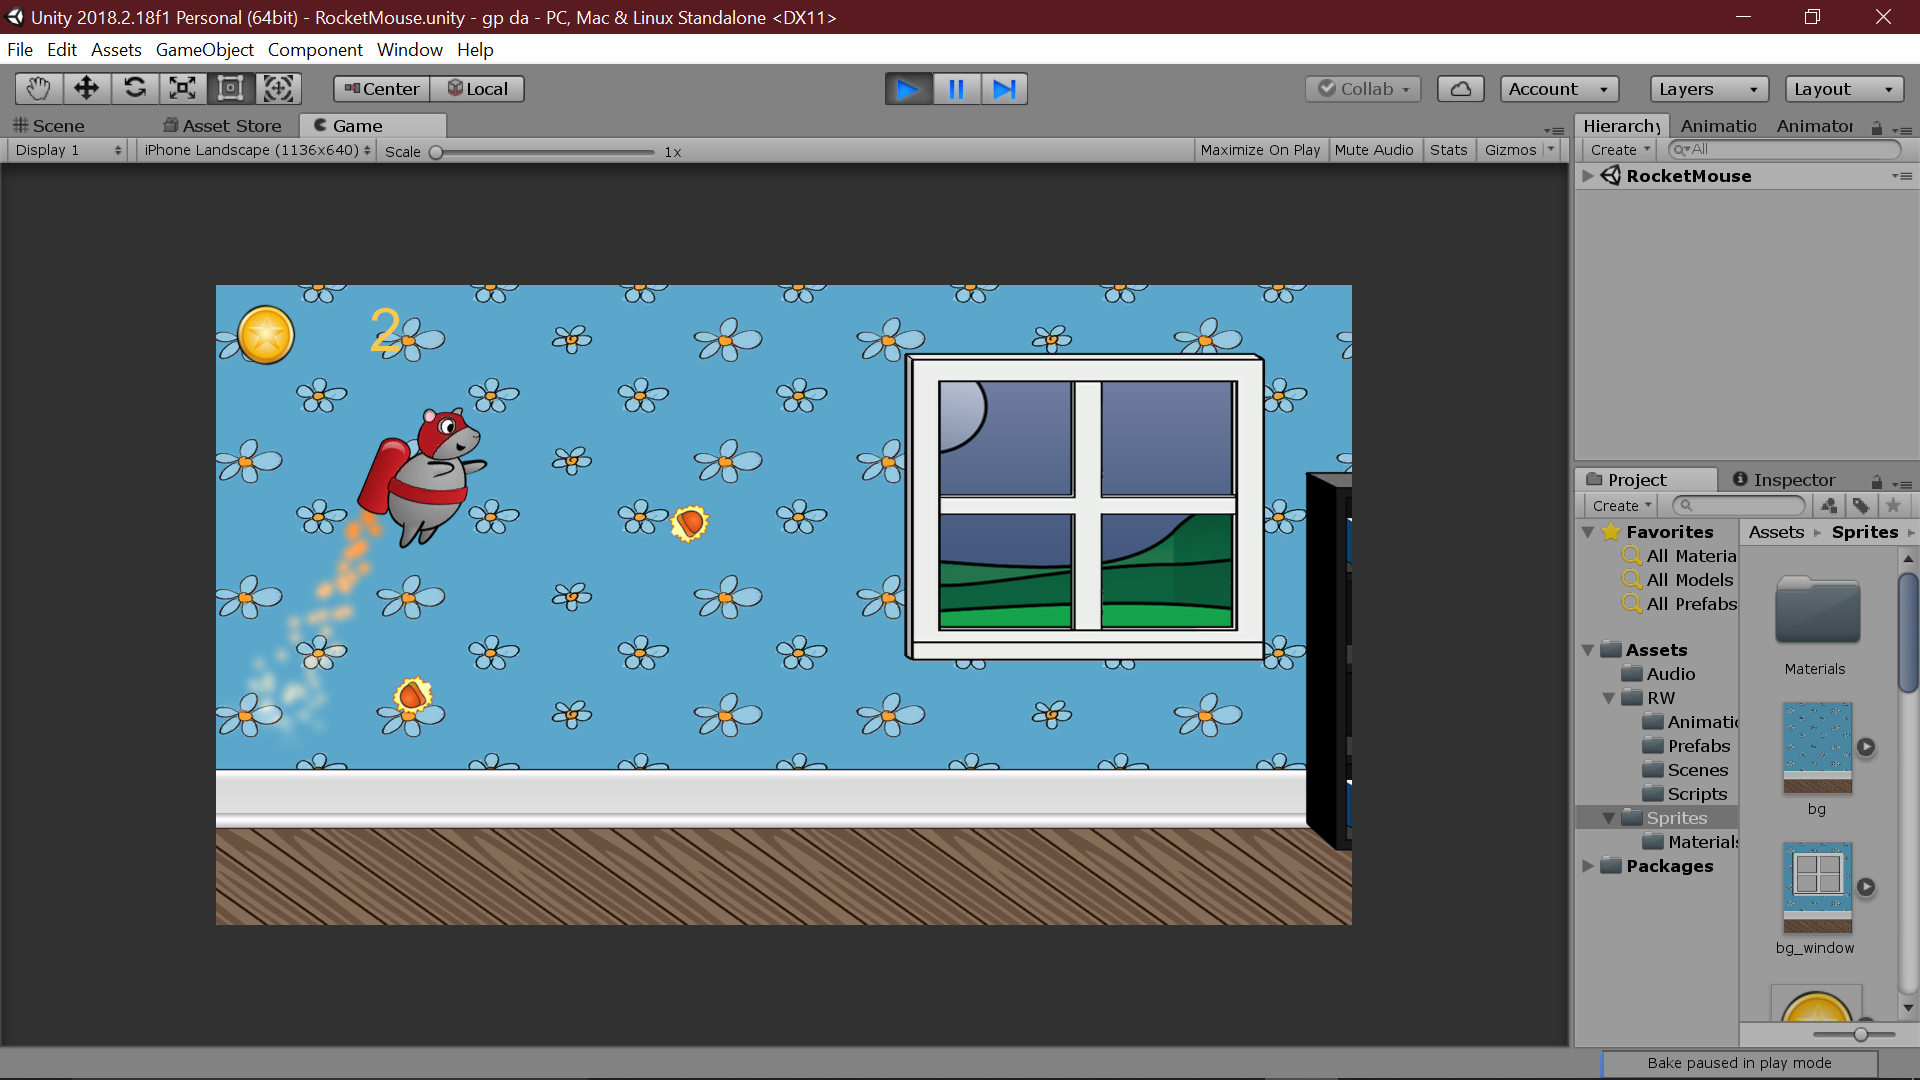 Unity 2018.2.18f1 Personal (64bit) - RocketMouse.unity - gp da - PC, Mac & Linux Standalone <DX11>
File Edit Assets GameObject Component Window Help
Center Local Collab Account Layers Layout
Scene Asset Store Game
Display 1 iPhone Landscape (1136x640) Scale 1x Maximize On Play Mute Audio Stats Gizmos
Hierarchy Animatio Animator
Create All
RocketMouse
2
Project Inspector
Create
Favorites
All Materia
All Models
All Prefabs
Assets
Audio
RW
Animatio
Prefabs
Scenes
Scripts
Sprites
Materials
Packages
Assets Sprites
Materials
bg
bg_window
Bake paused in play mode